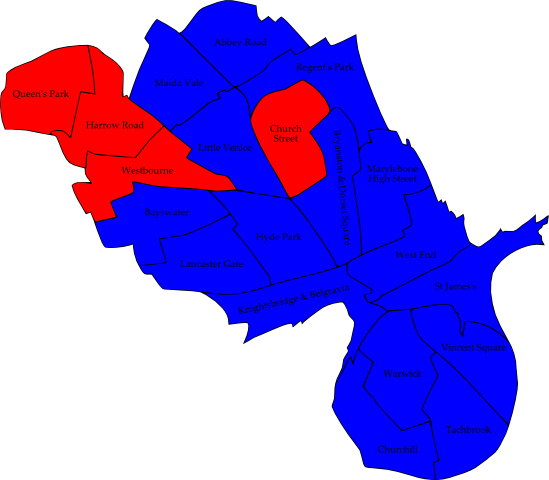 Abbey Road
Regent's Park
Maida Vale
Queen's Park
Harrow Road
Church
Street
Little Venice
Bryanston & Dorset Square
Marylebone
High Street
Westbourne
Bayswater
Hyde Park
West End
Lancaster Gate
St James's
Knightsbridge & Belgravia
Vincent Square
Warwick
Tachbrook
Churchill